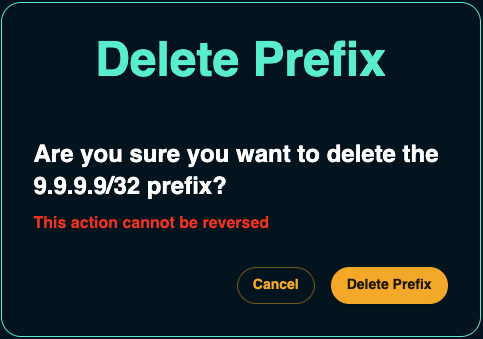 Delete Prefix
Are you sure you want to delete the
9.9.9.9/32 prefix?
This action cannot be reversed
Cancel
Delete Prefix